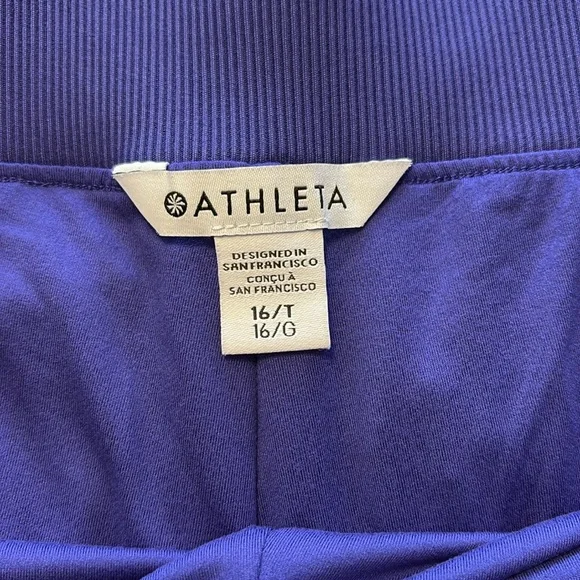 ATHLETA
DESIGNED IN
SAN FRANCISCO
CONÇU À
SAN FRANCISCO
16/T
16/G